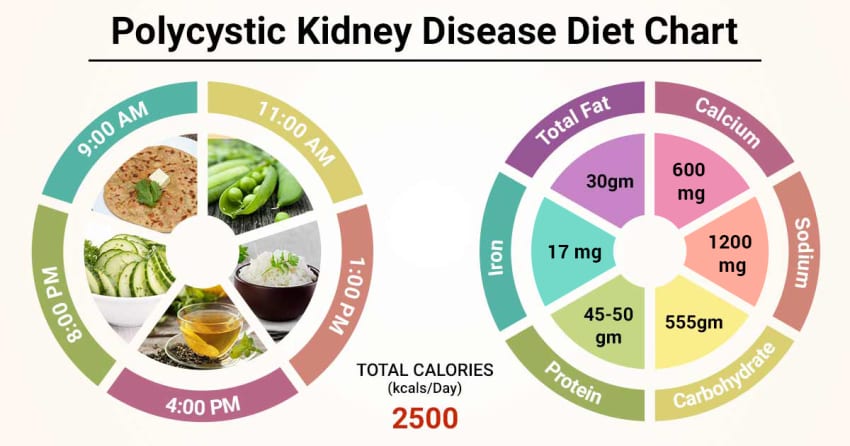 Polycystic Kidney Disease Diet Chart
9:00 AM
11:00 AM
1:00 PM
4:00 PM
8:00 PM
TOTAL CALORIES
(kcals/Day)
2500
Total Fat
30gm
Calcium
600
mg
Sodium
1200
mg
Carbohydrate
555gm
Protein
45-50
gm
Iron
17 mg